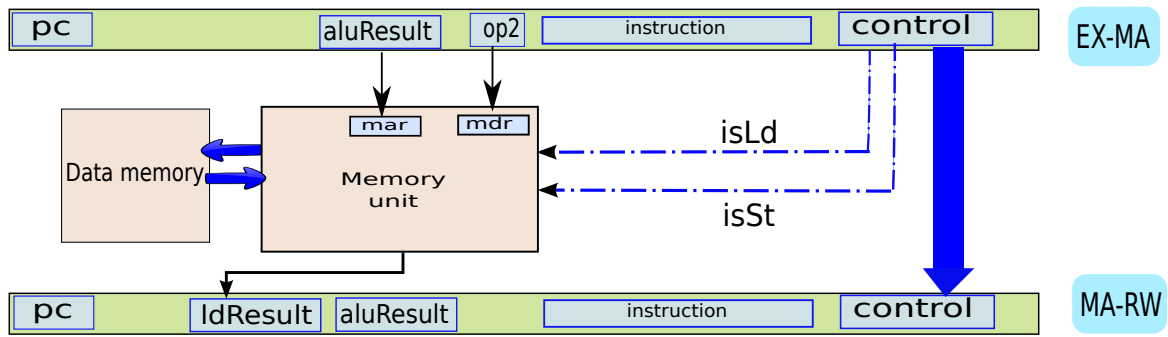 pc
aluResult
op2
instruction
control
EX-MA
mar
mdr
isLd
Data memory
Memory
unit
isSt
pc
ldResult
aluResult
instruction
control
MA-RW